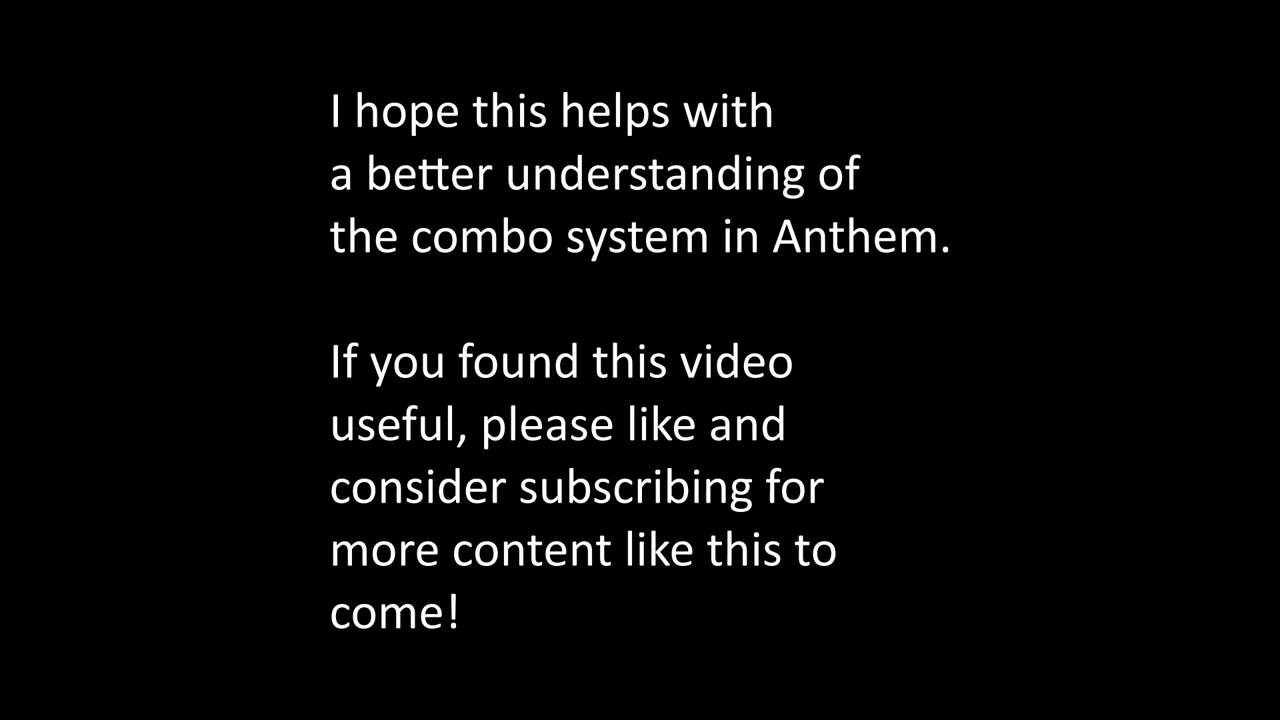 I hope this helps with
a better understanding of
the combo system in Anthem.
If you found this video
useful, please like and
consider subscribing for
more content like this to
come!